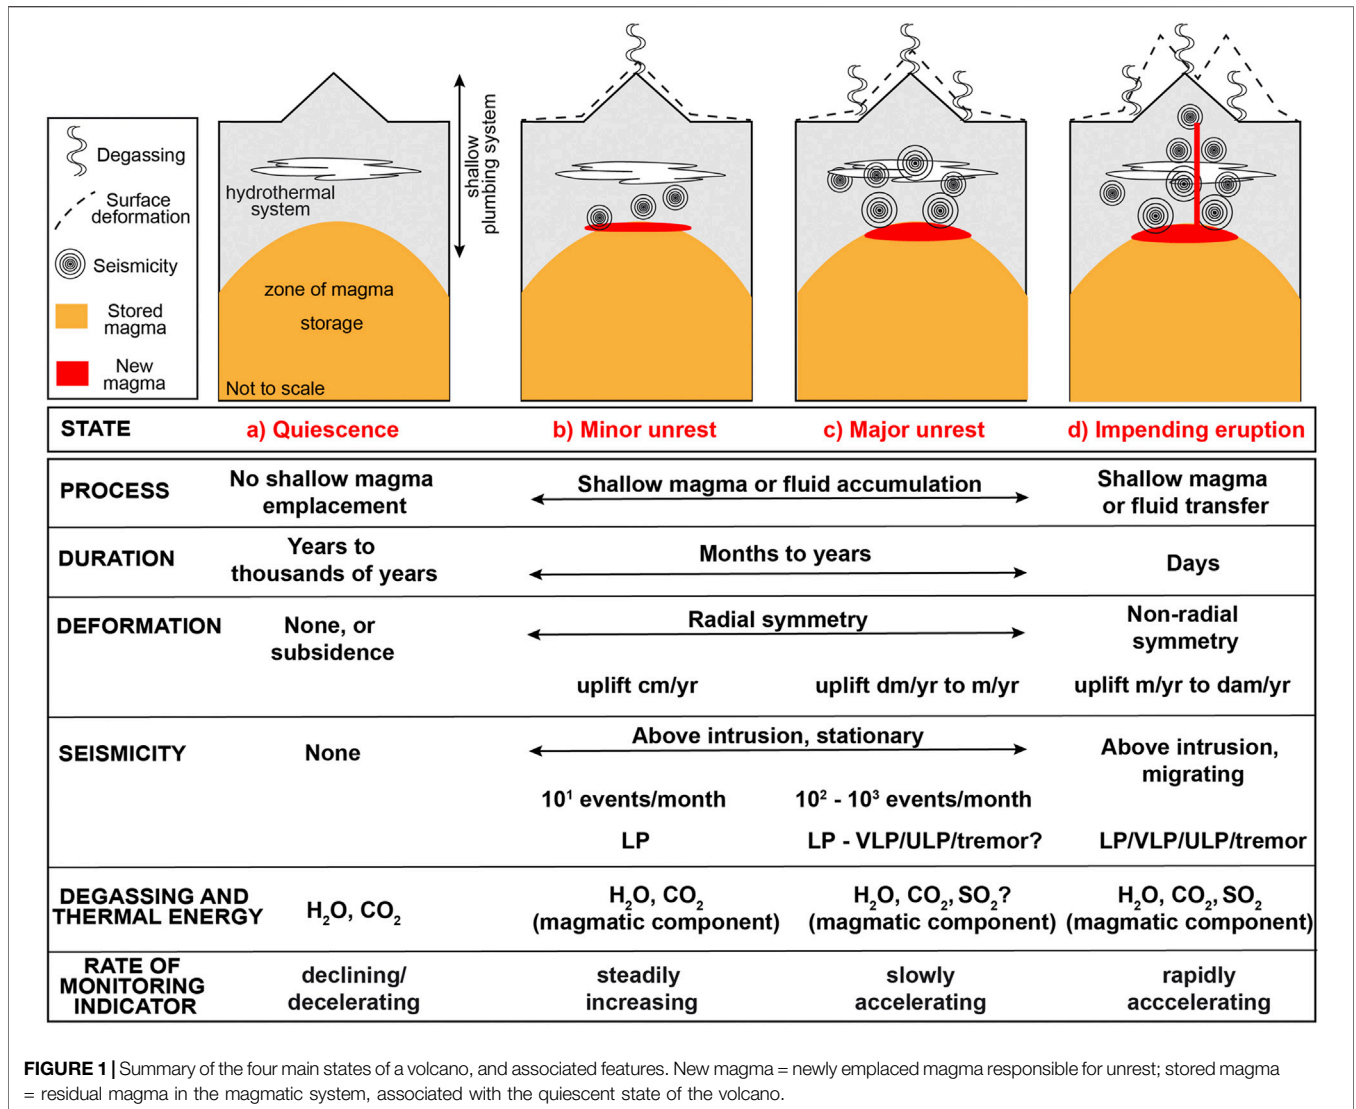 Degassing
Surface
deformation
Seismicity
Stored
magma
New
magma
hydrothermal
system
zone of magma
storage
Not to scale
shallow
plumbing system
STATE
a) Quiescence
b) Minor unrest
c) Major unrest
d) Impending eruption
PROCESS
No shallow magma
emplacement
Shallow magma or fluid accumulation
Shallow magma
or fluid transfer
DURATION
Years to
thousands of years
Months to years
Days
DEFORMATION
None, or
subsidence
Radial symmetry
uplift cm/yr
uplift dm/yr to m/yr
Non-radial
symmetry
uplift m/yr to dam/yr
SEISMICITY
None
Above intrusion, stationary
10¹ events/month
LP
10² - 10³ events/month
LP - VLP/ULP/tremor?
Above intrusion,
migrating
LP/VLP/ULP/tremor
DEGASSING AND
THERMAL ENERGY
H₂O, CO₂
H₂O, CO₂
(magmatic component)
H₂O, CO₂, SO₂?
(magmatic component)
H₂O, CO₂, SO₂
(magmatic component)
RATE OF
MONITORING
INDICATOR
declining/
decelerating
steadily
increasing
slowly
accelerating
rapidly
acccelerating
FIGURE 1 | Summary of the four main states of a volcano, and associated features. New magma = newly emplaced magma responsible for unrest; stored magma
= residual magma in the magmatic system, associated with the quiescent state of the volcano.